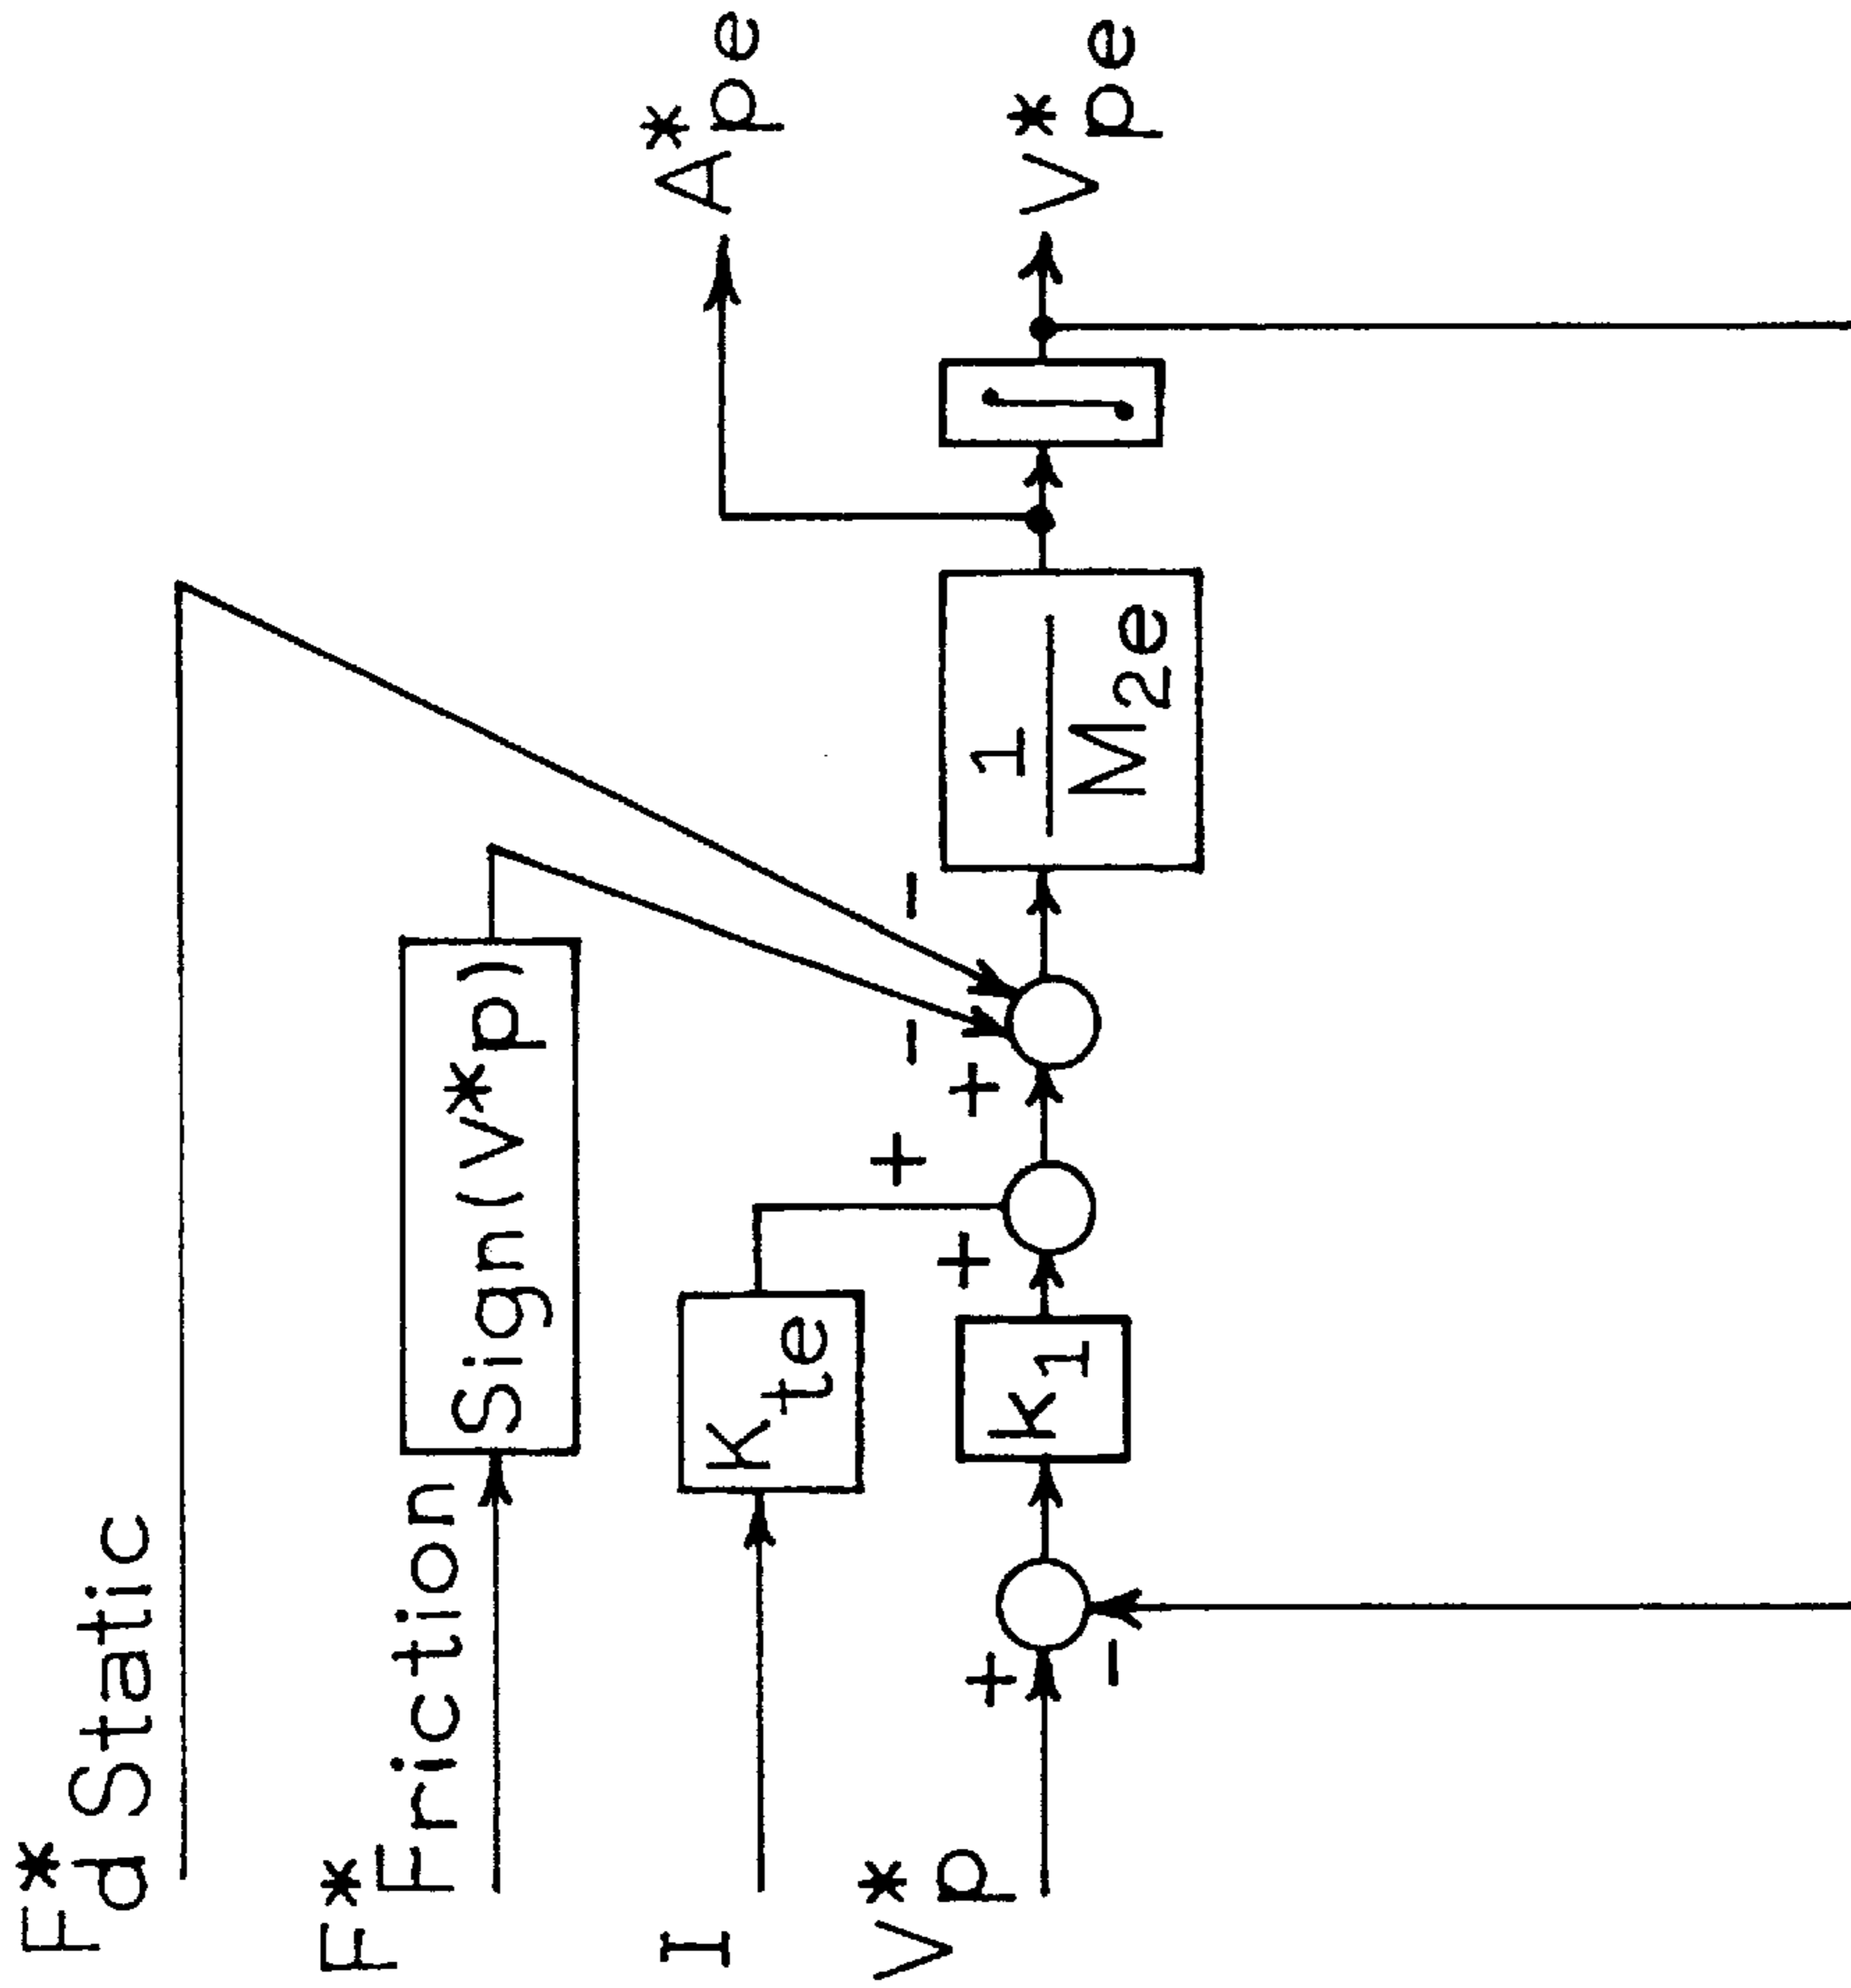 F*d Static
F*Friction
Sign(V*p)
I
Kte
V*p
+
-
k1
+
+
+
-
-
1
M2e
∫
A*pe
V*pe